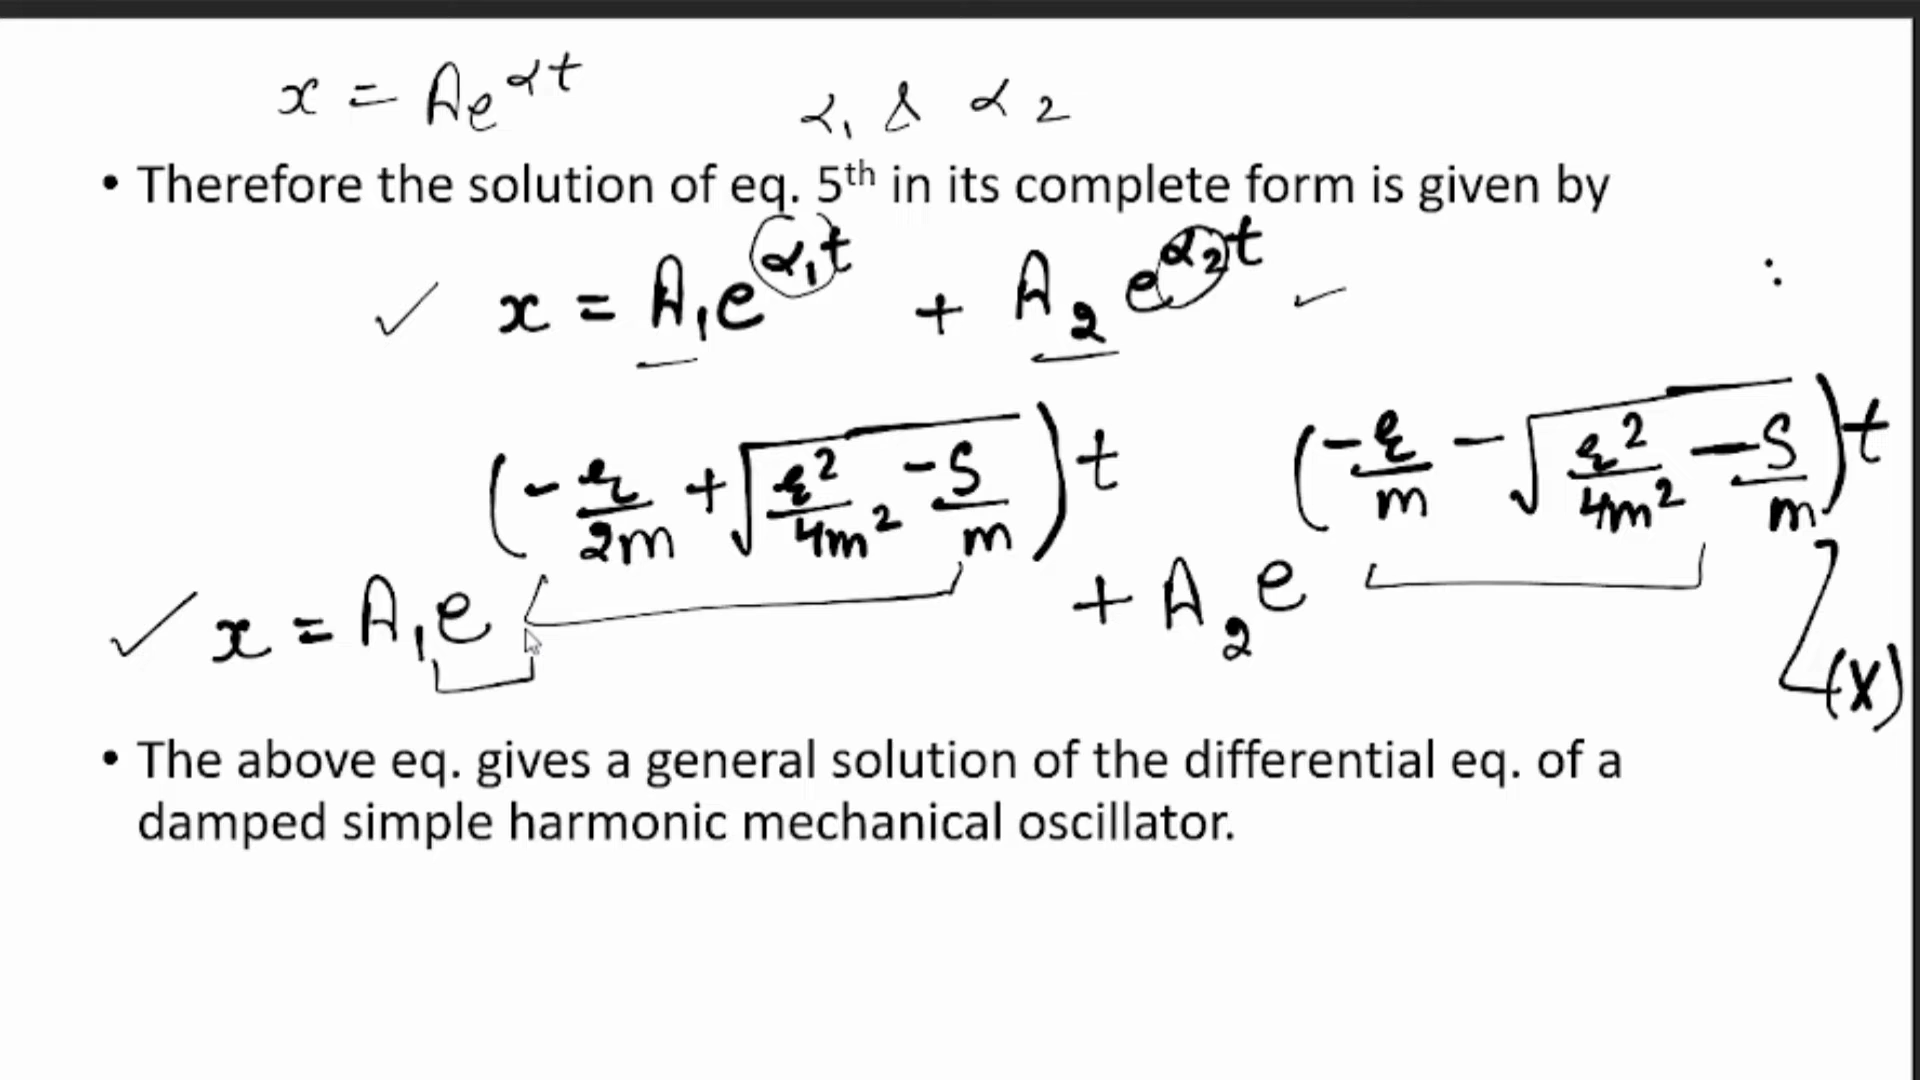 x = Ae^αt α₁ & α₂
• Therefore the solution of eq. 5ᵗʰ in its complete form is given by
✓ x = A₁e^α₁t + A₂e^α₂t ✓
x = A₁e^(-r/2m + √(r²/4m² - S/m))t + A₂e^(-r/m - √(r²/4m² - S/m))t (X)
• The above eq. gives a general solution of the differential eq. of a
damped simple harmonic mechanical oscillator.